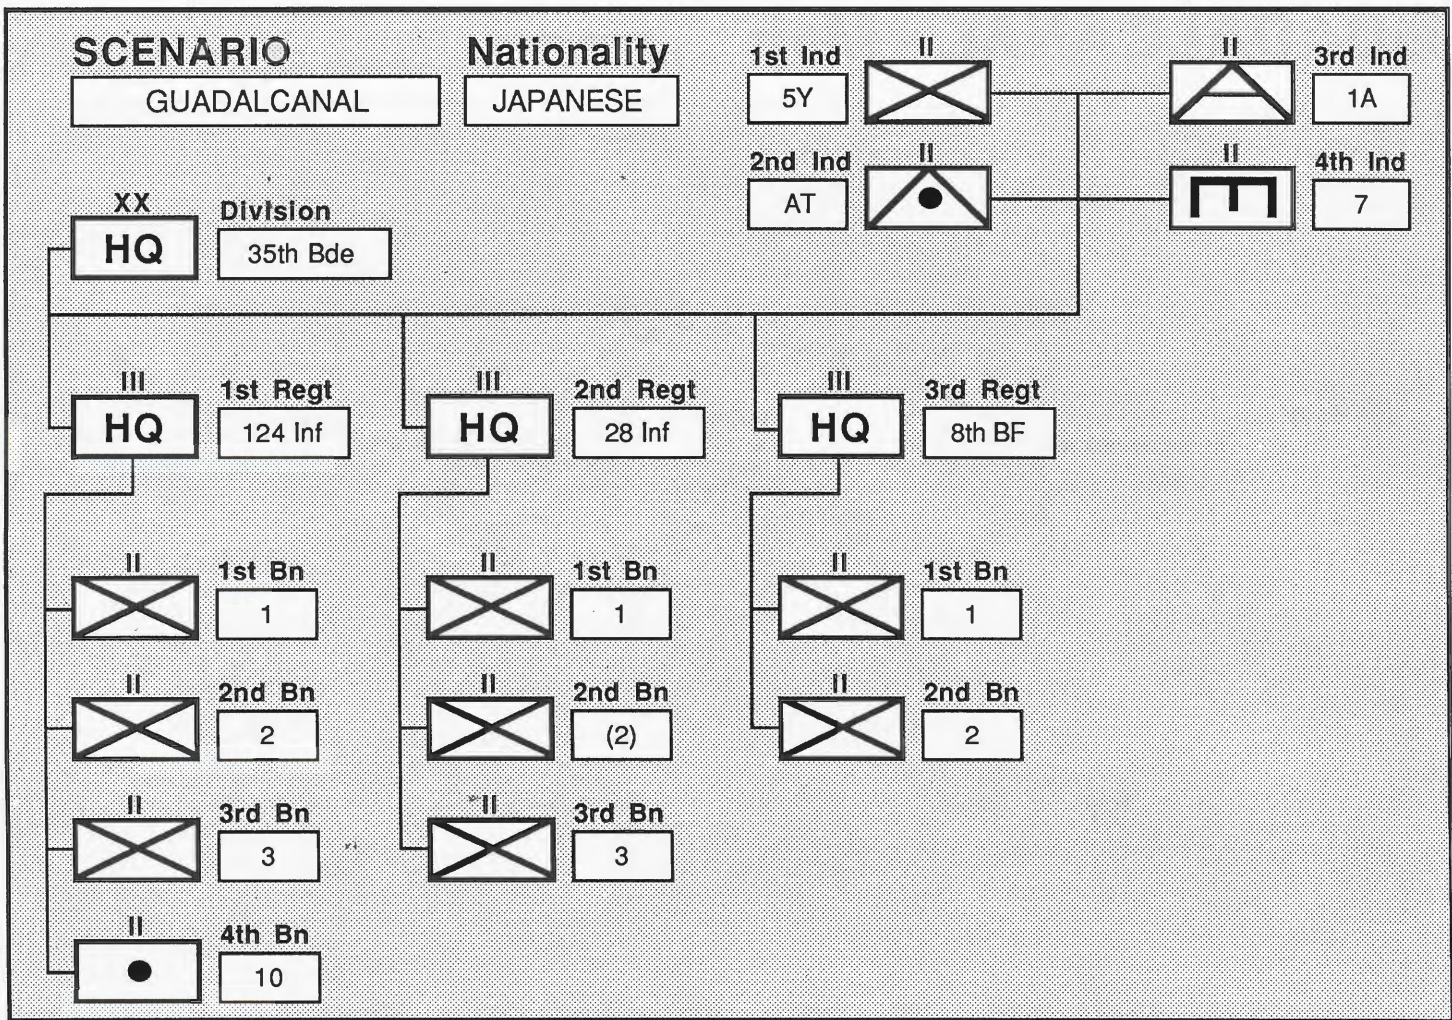 SCENARIO
Nationality
GUADALCANAL
JAPANESE
1st Ind
5Y
II
II
3rd Ind
1A
2nd Ind
AT
II
II
4th Ind
7
XX
HQ
Division
35th Bde
III
HQ
1st Regt
124 Inf
III
HQ
2nd Regt
28 Inf
III
HQ
3rd Regt
8th BF
II
1st Bn
1
II
1st Bn
1
II
1st Bn
1
II
2nd Bn
2
II
2nd Bn
(2)
II
2nd Bn
2
II
3rd Bn
3
II
3rd Bn
3
II
4th Bn
10